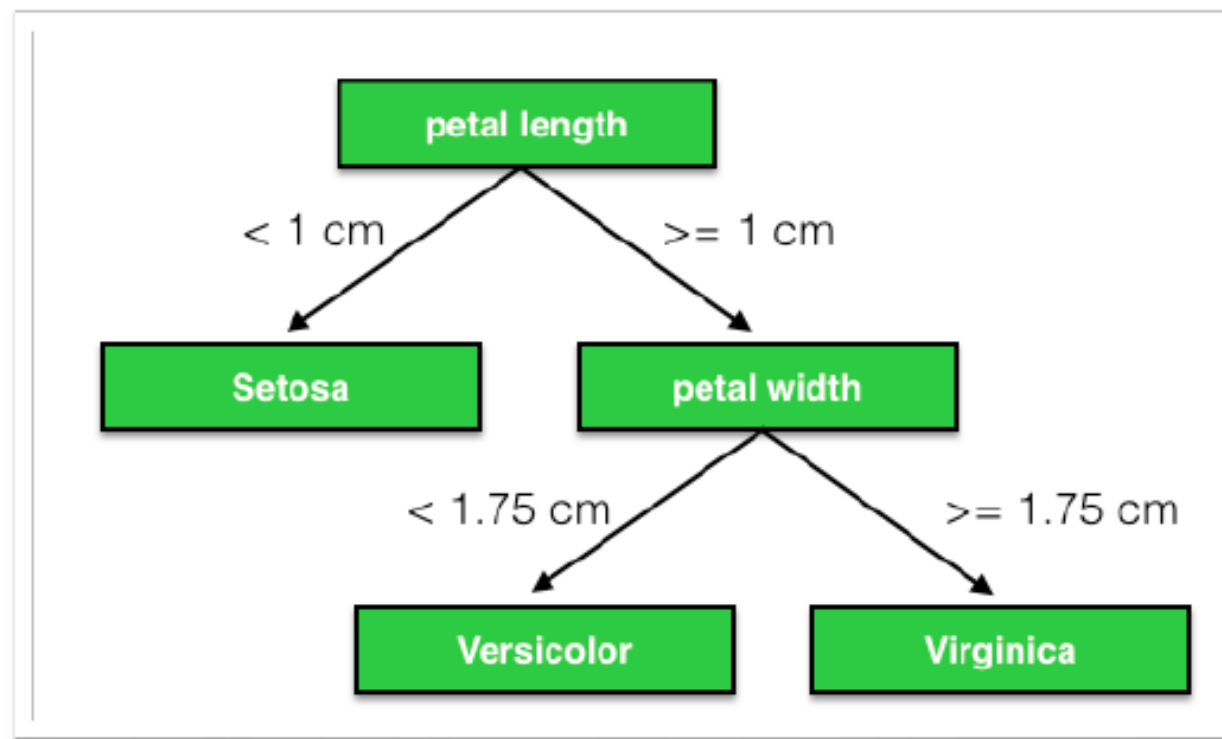 petal length
< 1 cm
>= 1 cm
Setosa
petal width
< 1.75 cm
>= 1.75 cm
Versicolor
Virginica